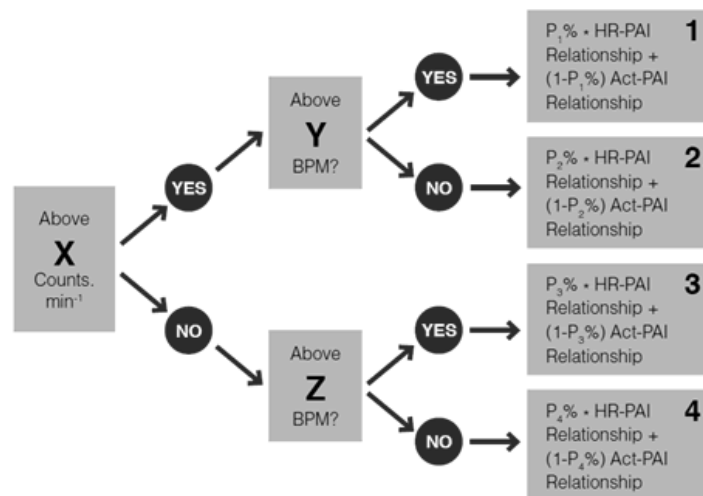 Above
X
Counts.
min⁻¹
YES
NO
Above
Y
BPM?
Above
Z
BPM?
YES
NO
YES
NO
P₁% * HR-PAI 1
Relationship +
(1-P₁%) Act-PAI
Relationship
P₂% * HR-PAI 2
Relationship +
(1-P₂%) Act-PAI
Relationship
P₃% * HR-PAI 3
Relationship +
(1-P₃%) Act-PAI
Relationship
P₄% * HR-PAI 4
Relationship +
(1-P₄%) Act-PAI
Relationship